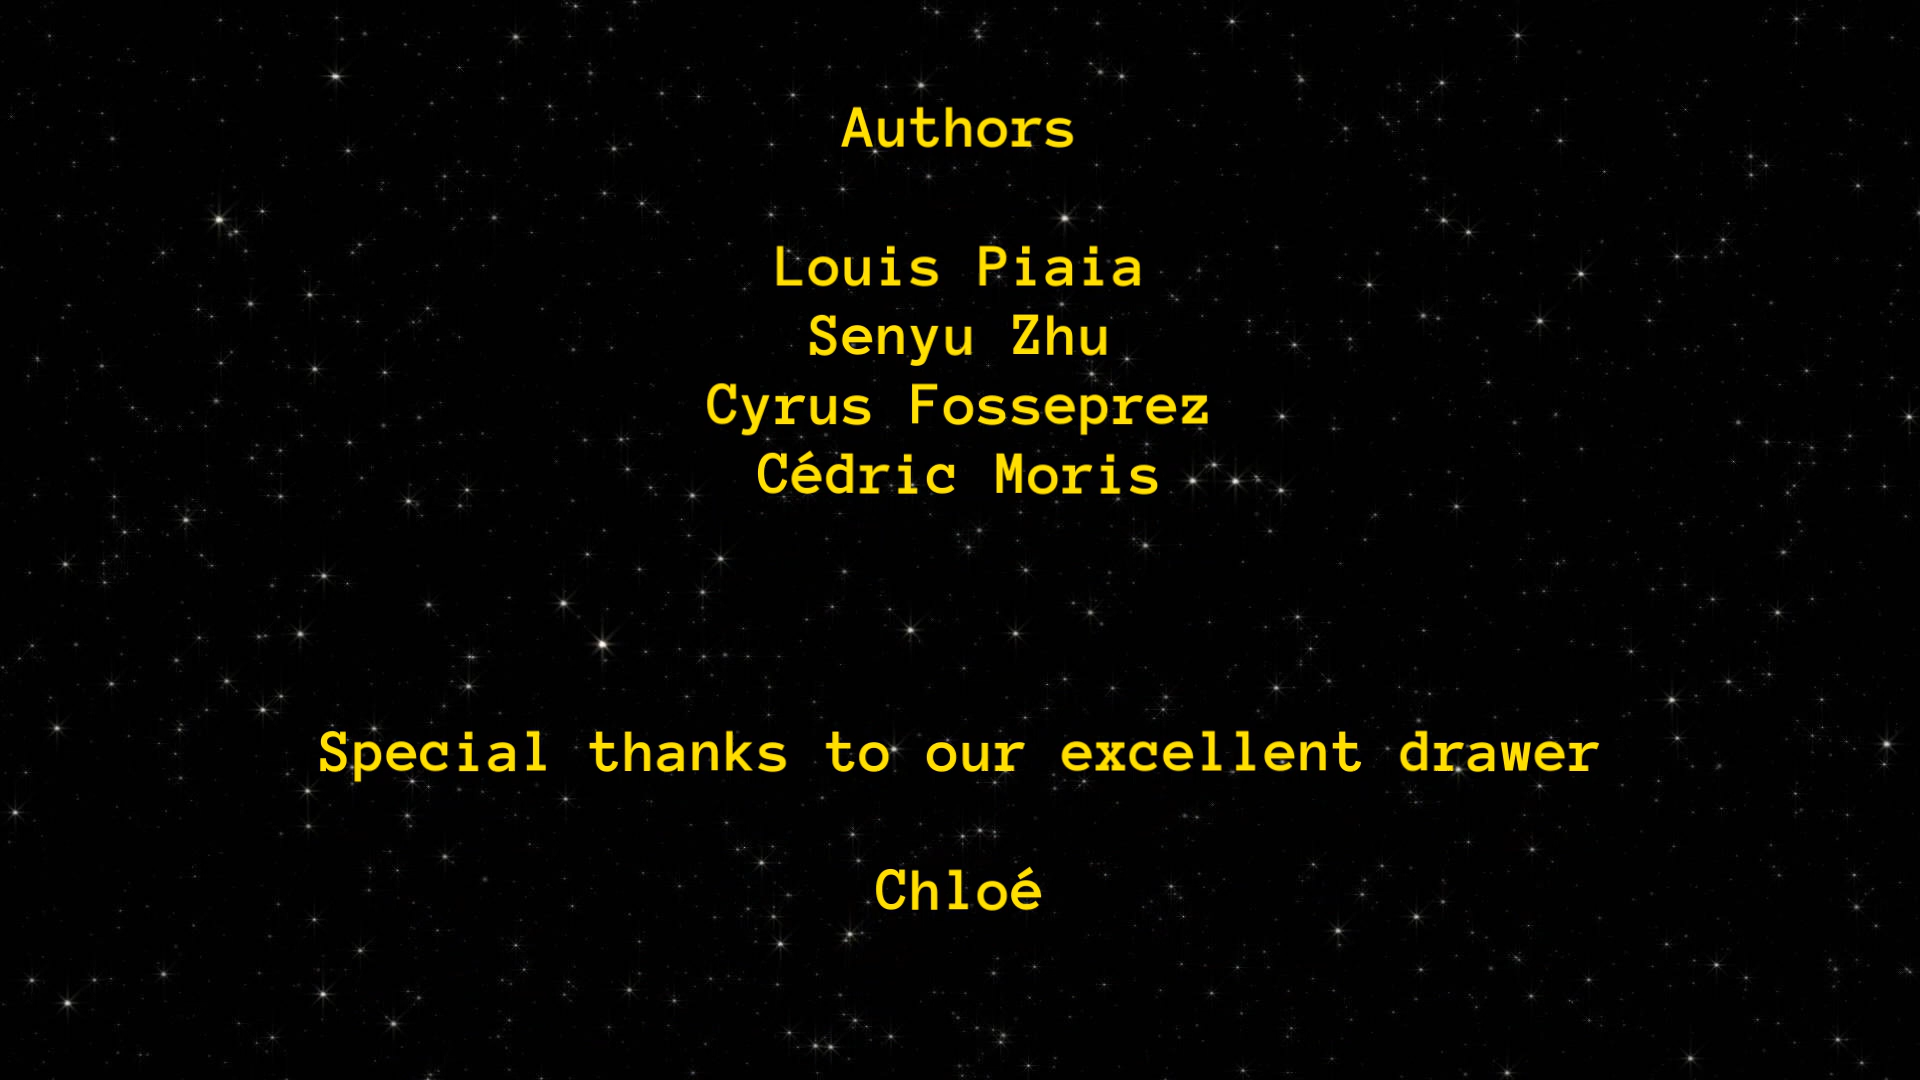 Authors
Louis Piaia
Senyu Zhu
Cyrus Fosseprez
Cédric Moris
Special thanks to our excellent drawer
Chloé